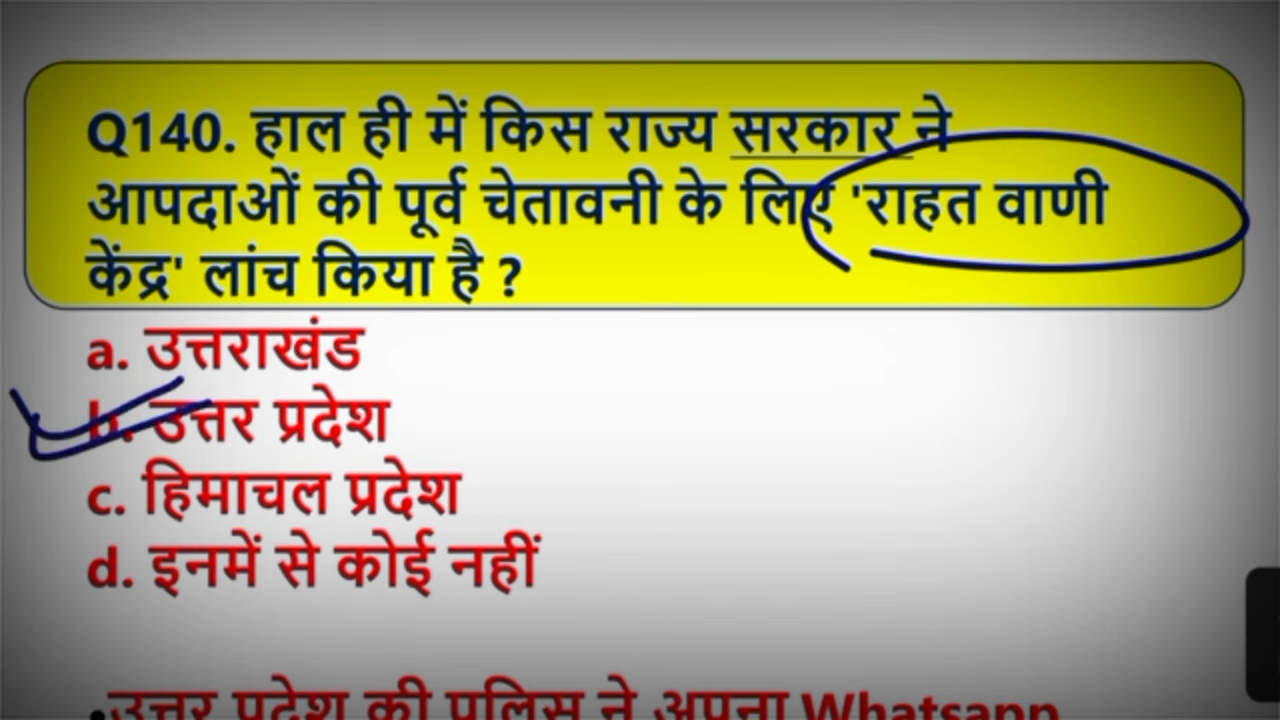 Q140. हाल ही में किस राज्य सरकार ने
आपदाओं की पूर्व चेतावनी के लिए 'राहत वाणी
केंद्र' लांच किया है ?
a. उत्तराखंड
b. उत्तर प्रदेश
c. हिमाचल प्रदेश
d. इनमें से कोई नहीं
•उत्तर प्रदेश की पुलिस ने अपना Whatsapp